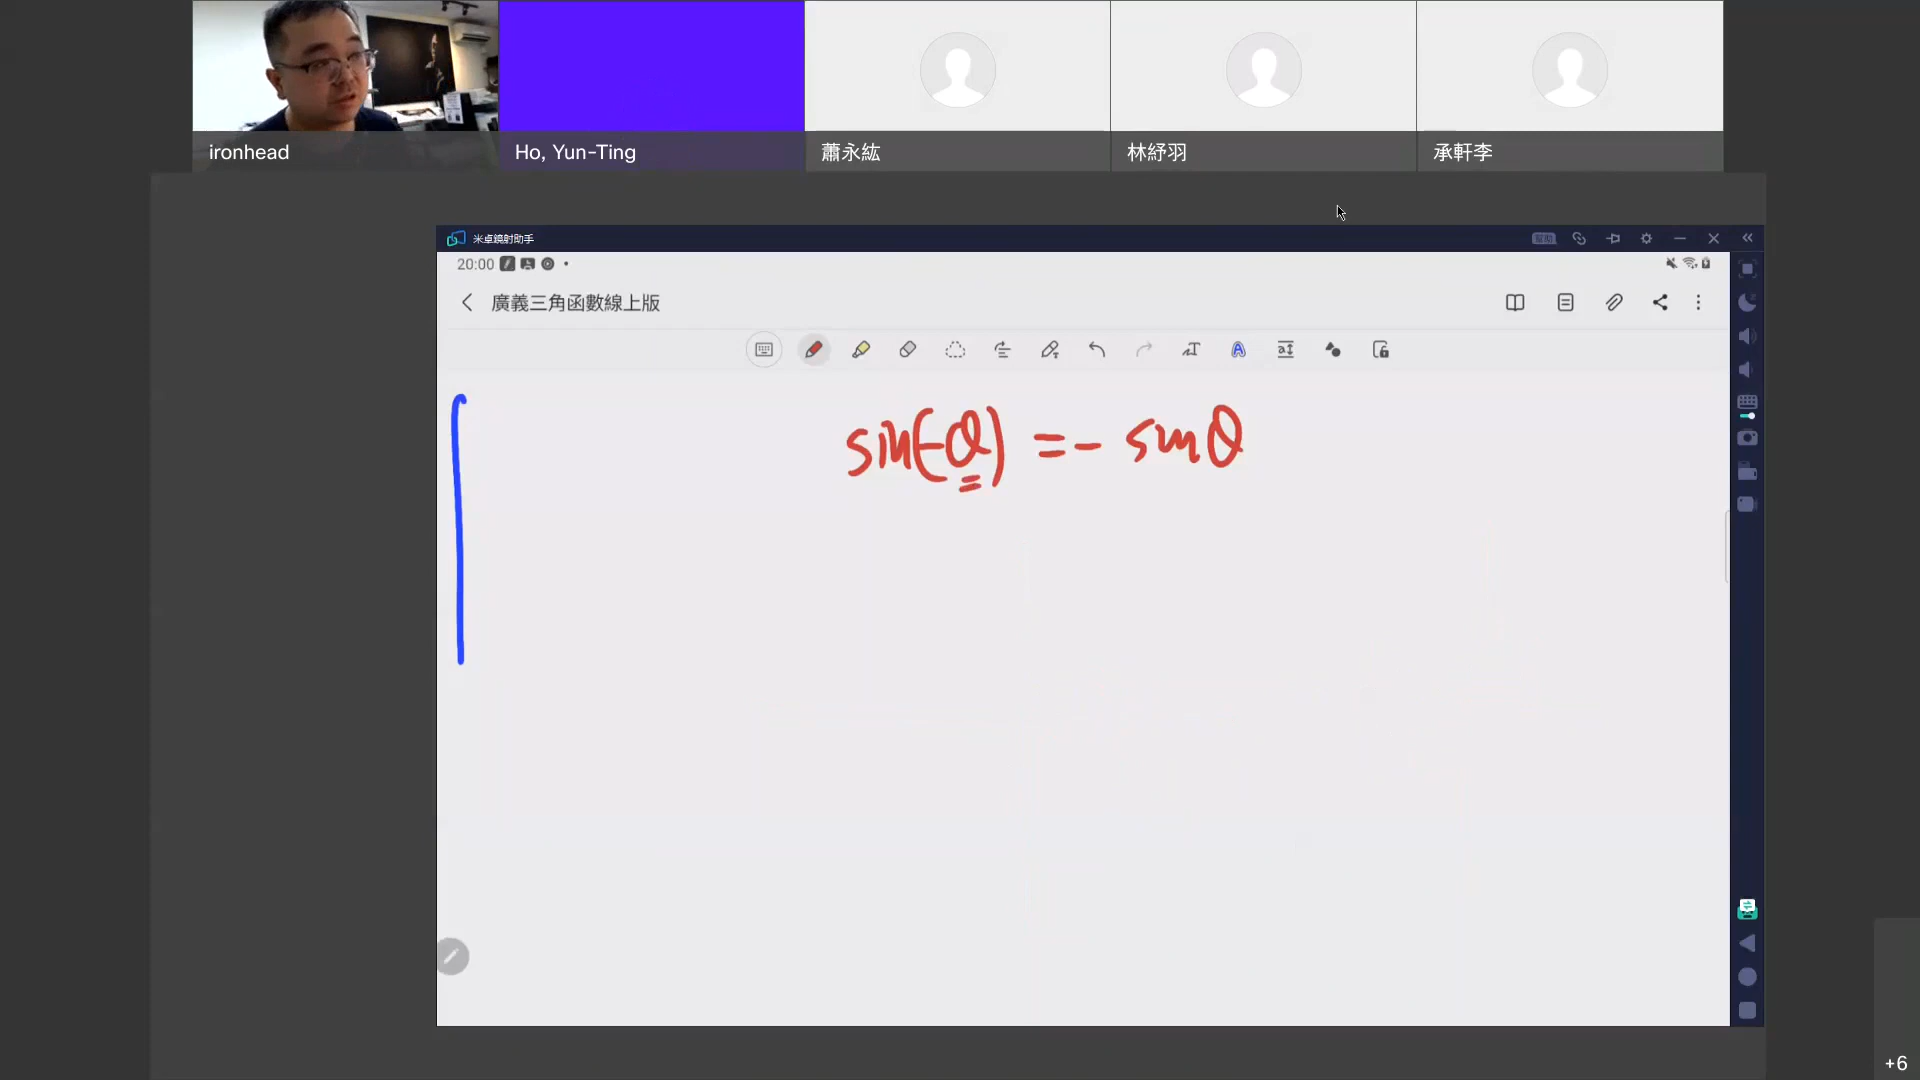 ironhead
Ho, Yun-Ting
蕭永紘
林紓羽
承軒李
米卓鏡射助手
20:00
廣義三角函數線上版
sin(-θ) = - sinθ
+6